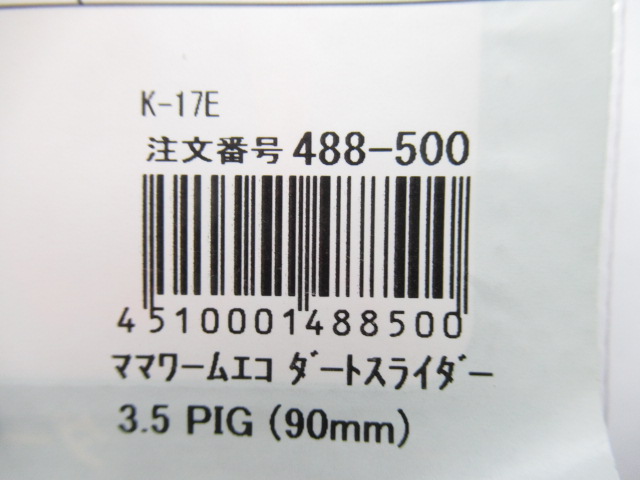 K-17E
注文番号 488-500
4510001488500
ﾏﾏﾜｰﾑｴｺ ﾀﾞｰﾄｽﾗｲﾀﾞｰ
3.5 PIG (90mm)